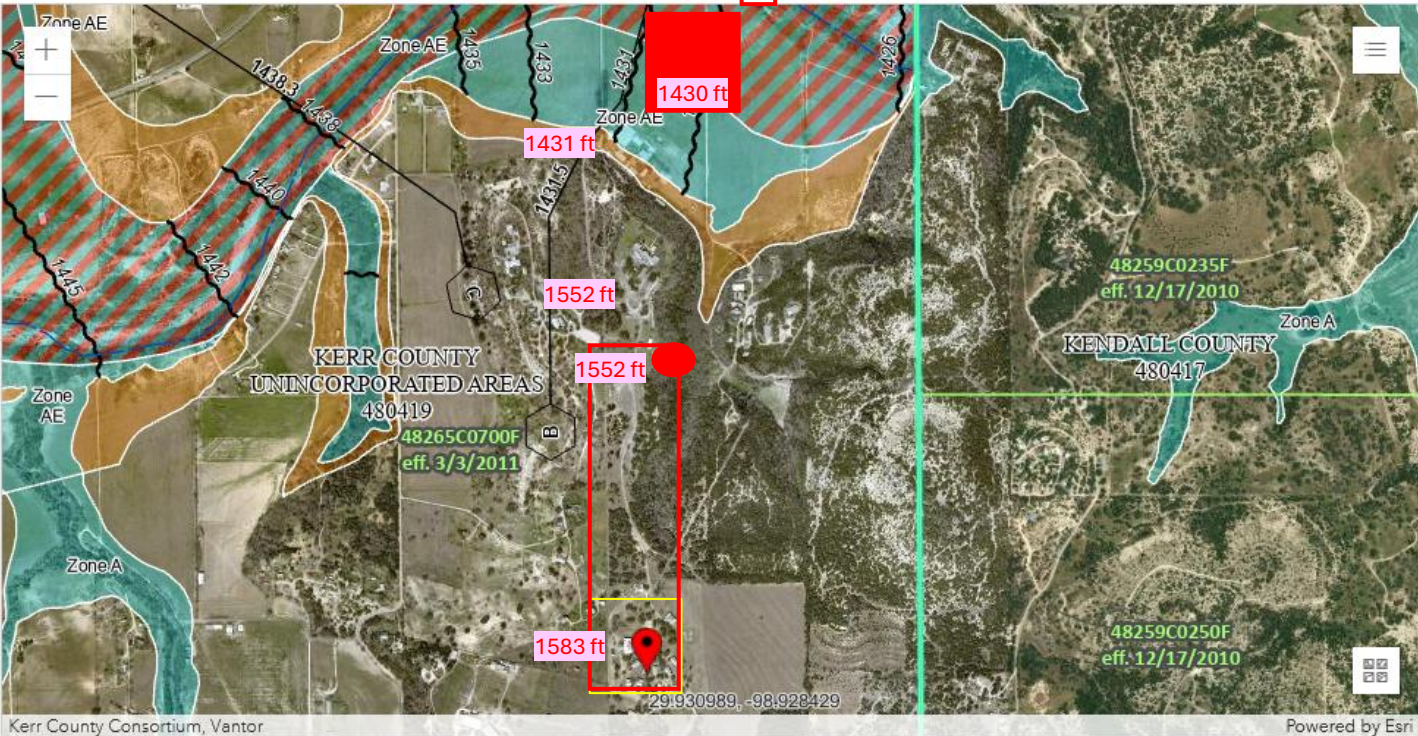 Zone AE
Zone AE
1435
1433
1431
1426
1438.3
1430 ft
1438
Zone AE
1431 ft
1440
1431.5
1442
1445
C
48259C0235F
eff. 12/17/2010
1552 ft
Zone A
KERR COUNTY
UNINCORPORATED AREAS
480419
1552 ft
KENDALL COUNTY
480417
Zone
AE
B
48265C0700F
eff. 3/3/2011
Zone A
1583 ft
48259C0250F
eff. 12/17/2010
29.930989, -98.928429
Kerr County Consortium, Vantor
Powered by Esri